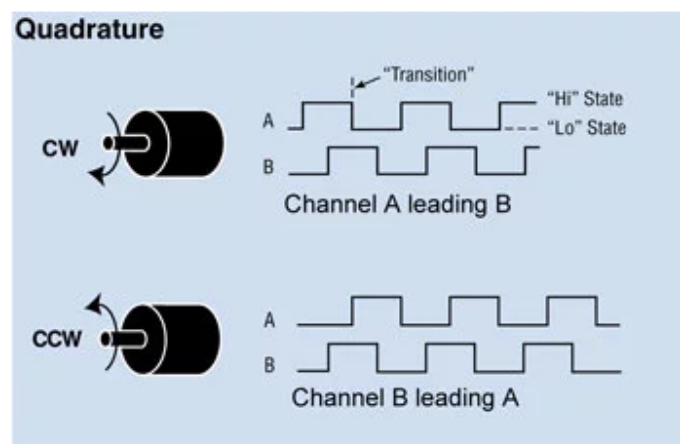 Quadrature
“Transition”
A
“Hi” State
“Lo” State
CW
B
Channel A leading B
A
CCW
B
Channel B leading A